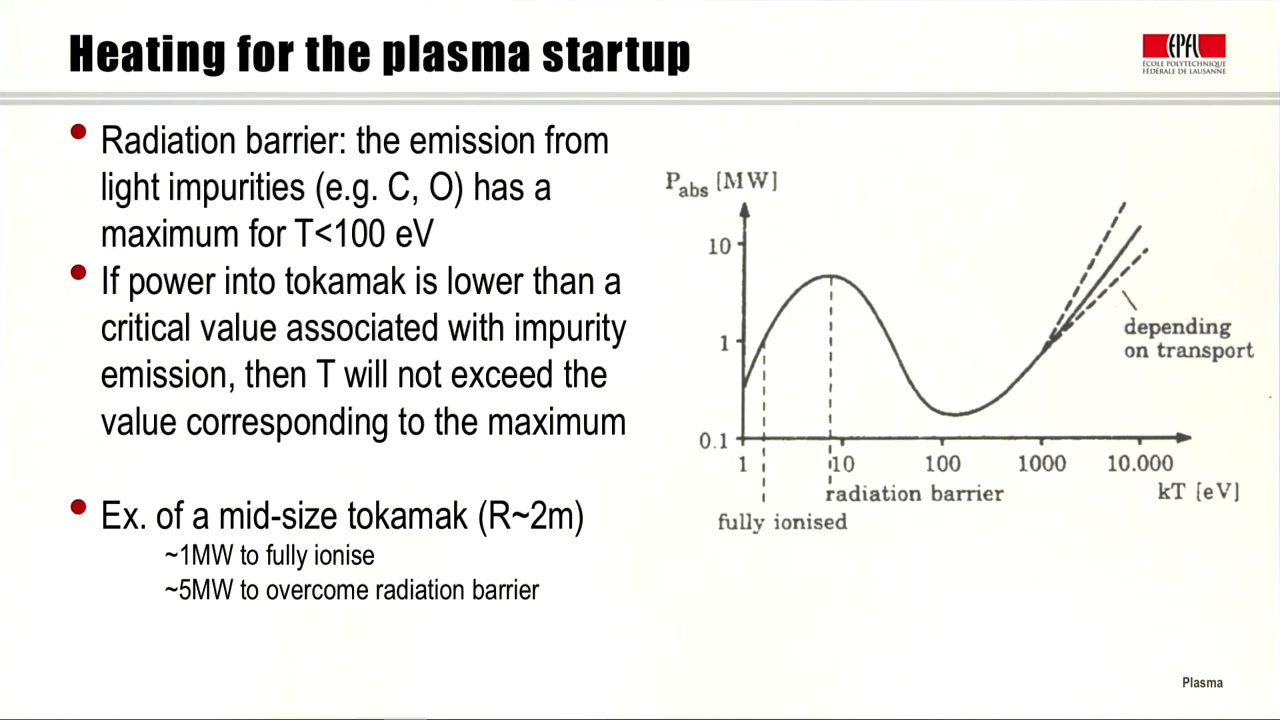 Heating for the plasma startup
EPFL
ÉCOLE POLYTECHNIQUE
FÉDÉRALE DE LAUSANNE
• Radiation barrier: the emission from
light impurities (e.g. C, O) has a
maximum for T<100 eV
• If power into tokamak is lower than a
critical value associated with impurity
emission, then T will not exceed the
value corresponding to the maximum
• Ex. of a mid-size tokamak (R~2m)
~1MW to fully ionise
~5MW to overcome radiation barrier
Pabs [MW]
10
1
0.1
1 10 100 1000 10.000
kT [eV]
radiation barrier
fully ionised
depending
on transport
Plasma